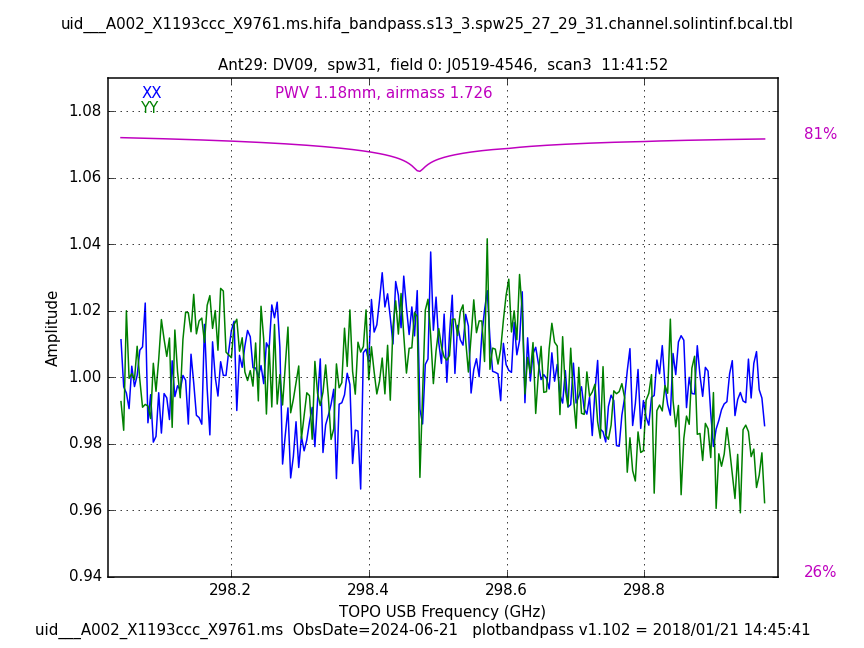 uid___A002_X1193ccc_X9761.ms.hifa_bandpass.s13_3.spw25_27_29_31.channel.solintinf.bcal.tbl
Ant29: DV09,  spw31,  field 0: J0519-4546,  scan3  11:41:52
XX
YY
PWV 1.18mm, airmass 1.726
81%
26%
1.08
1.06
1.04
1.02
1.00
0.98
0.96
0.94
Amplitude
298.2
298.4
298.6
298.8
TOPO USB Frequency (GHz)
uid___A002_X1193ccc_X9761.ms  ObsDate=2024-06-21   plotbandpass v1.102 = 2018/01/21 14:45:41